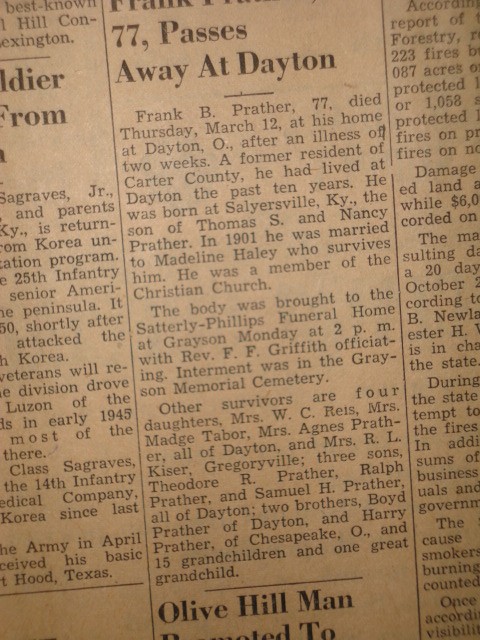 best-known
l Hill Con-
exington.
ldier
From
Sagraves, Jr.,
and parents
Ky., is return-
rom Korea un-
tation program.
e 25th Infantry
senior Ameri-
he peninsula. It
50, shortly after
attacked the
h Korea.
veterans will re-
e division drove
Luzon of the
ds in early 1945
most of the
there.
Class Sagraves,
the 14th Infantry
edical Company,
Korea since last
he Army in April
ceived his basic
t Hood, Texas.
Frank Prather,
77, Passes
Away At Dayton
Frank B. Prather, 77, died
Thursday, March 12, at his home
at Dayton, O., after an illness of
two weeks. A former resident of
Carter County, he had lived at
Dayton the past ten years. He
was born at Salyersville, Ky., the
son of Thomas S. and Nancy
Prather. In 1901 he was married
to Madeline Haley who survives
him. He was a member of the
Christian Church.
The body was brought to the
Satterly-Phillips Funeral Home
at Grayson Monday at 2 p. m.
with Rev. F. F. Griffith officiat-
ing. Interment was in the Gray-
son Memorial Cemetery.
Other survivors are four
daughters, Mrs. W. C. Reis, Mrs.
Madge Tabor, Mrs. Agnes Prath-
er, all of Dayton, and Mrs. R. L.
Kiser, Gregoryville; three sons,
Theodore R. Prather, Ralph
Prather, and Samuel H. Prather,
all of Dayton; two brothers, Boyd
Prather of Dayton, and Harry
Prather, of Chesapeake, O., and
15 grandchildren and one great
grandchild.
Olive Hill Man
Promoted To
According
report of t
Forestry, r
223 fires b
087 acres o
protected l
or 1,058 s
protected l
fires on pr
fires on no
Damage
ed land a
while $6,0
corded on
The ma
sulting da
a 20 day
October 2
cording to
B. Newla
ester H. V
is in cha
the state.
During
the state
tempt to
the fires
In addi
sums of
business
uals and
governm
The s
cause
smokers
burning
counted
Once
accordi
visibili